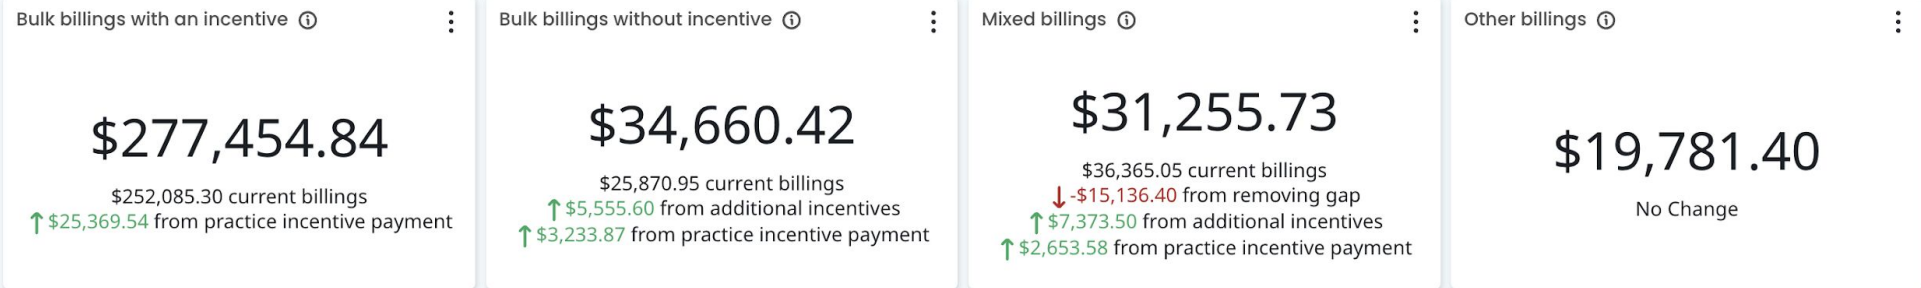 Bulk billings with an incentive
$277,454.84
$252,085.30 current billings
↑$25,369.54 from practice incentive payment
Bulk billings without incentive
$34,660.42
$25,870.95 current billings
↑$5,555.60 from additional incentives
↑$3,233.87 from practice incentive payment
Mixed billings
$31,255.73
$36,365.05 current billings
↓-$15,136.40 from removing gap
↑$7,373.50 from additional incentives
↑$2,653.58 from practice incentive payment
Other billings
$19,781.40
No Change